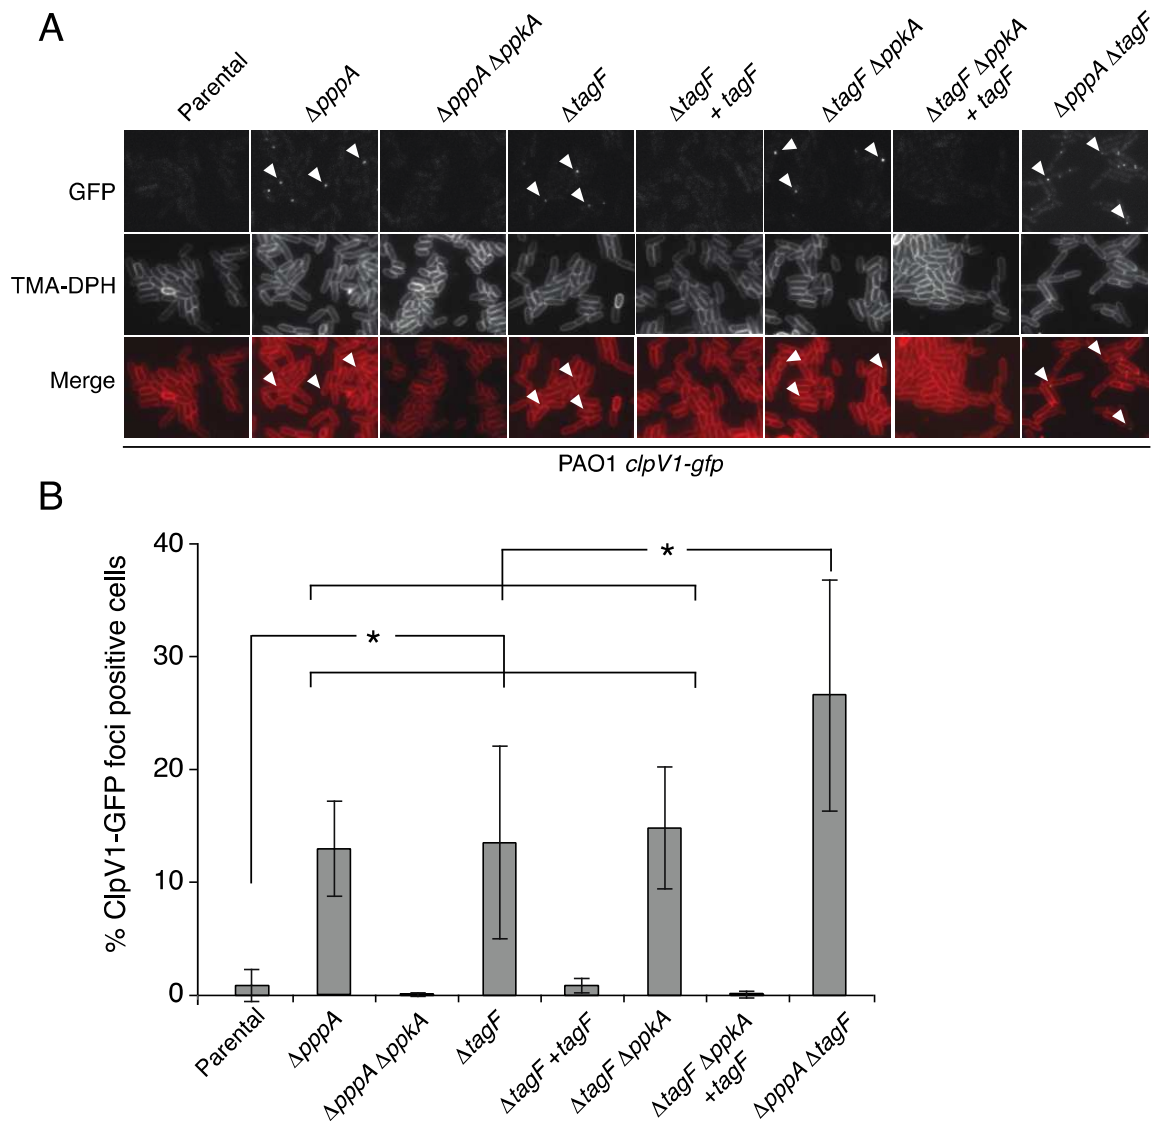 A
Parental
ΔpppA
ΔpppA ΔppkA
ΔtagF
ΔtagF
+ tagF
ΔtagF ΔppkA
ΔtagF ΔppkA
+ tagF
ΔpppA ΔtagF
GFP
TMA-DPH
Merge
PAO1 clpV1-gfp
B
% ClpV1-GFP foci positive cells
40
30
20
10
0
*
*
Parental
ΔpppA
ΔpppA ΔppkA
ΔtagF
ΔtagF +tagF
ΔtagF ΔppkA
ΔtagF ΔppkA
+tagF
ΔpppA ΔtagF